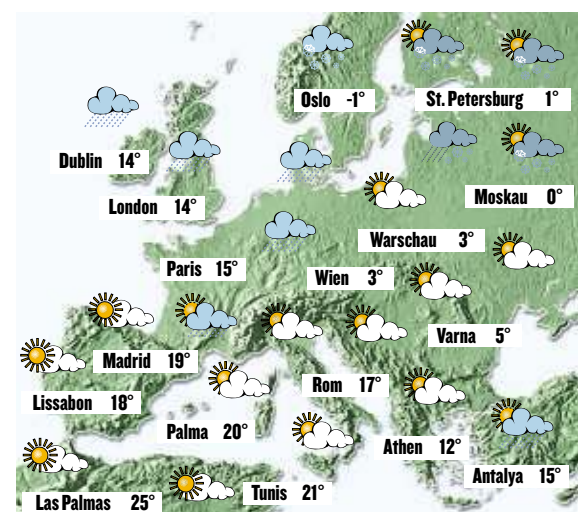 Oslo -1°
St. Petersburg 1°
Dublin 14°
London 14°
Moskau 0°
Warschau 3°
Paris 15°
Wien 3°
Varna 5°
Madrid 19°
Rom 17°
Lissabon 18°
Palma 20°
Athen 12°
Antalya 15°
Las Palmas 25°
Tunis 21°